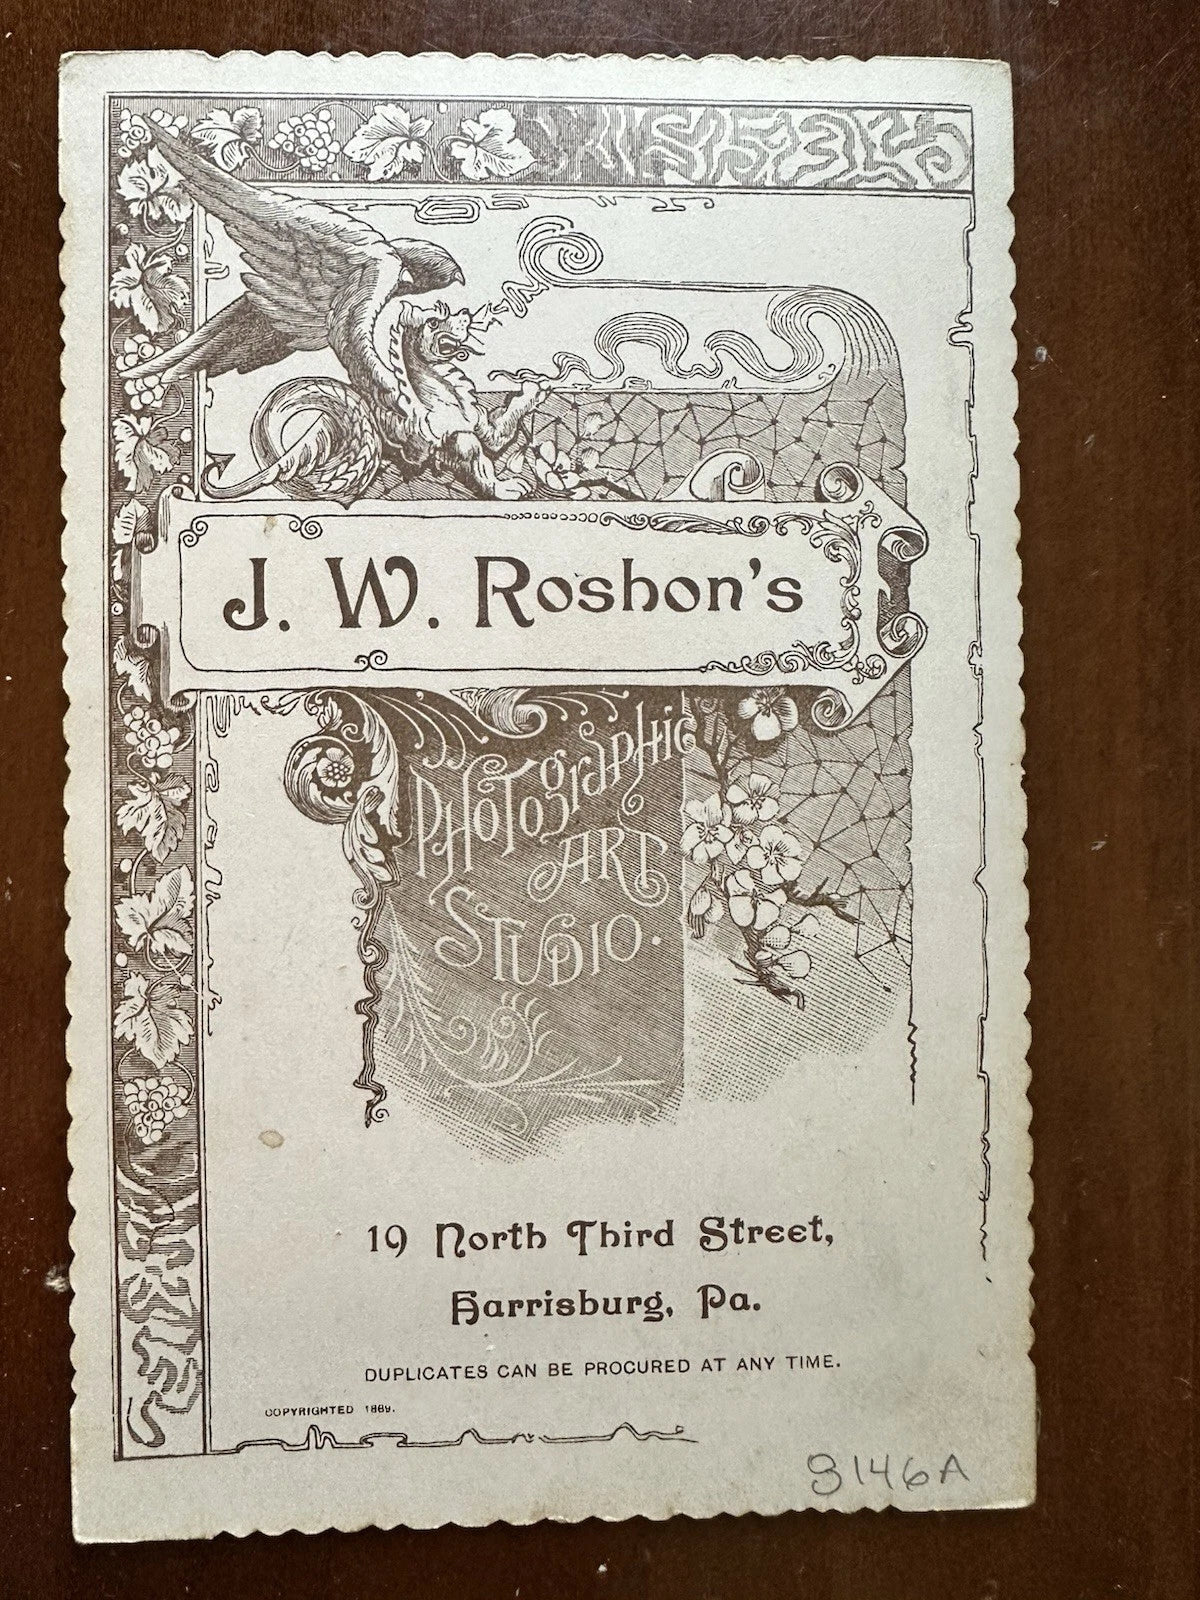 J. W. Roshon's
Photographic
Art
Studio.
19 North Third Street,
Harrisburg, Pa.
DUPLICATES CAN BE PROCURED AT ANY TIME.
COPYRIGHTED 1889.
3146A